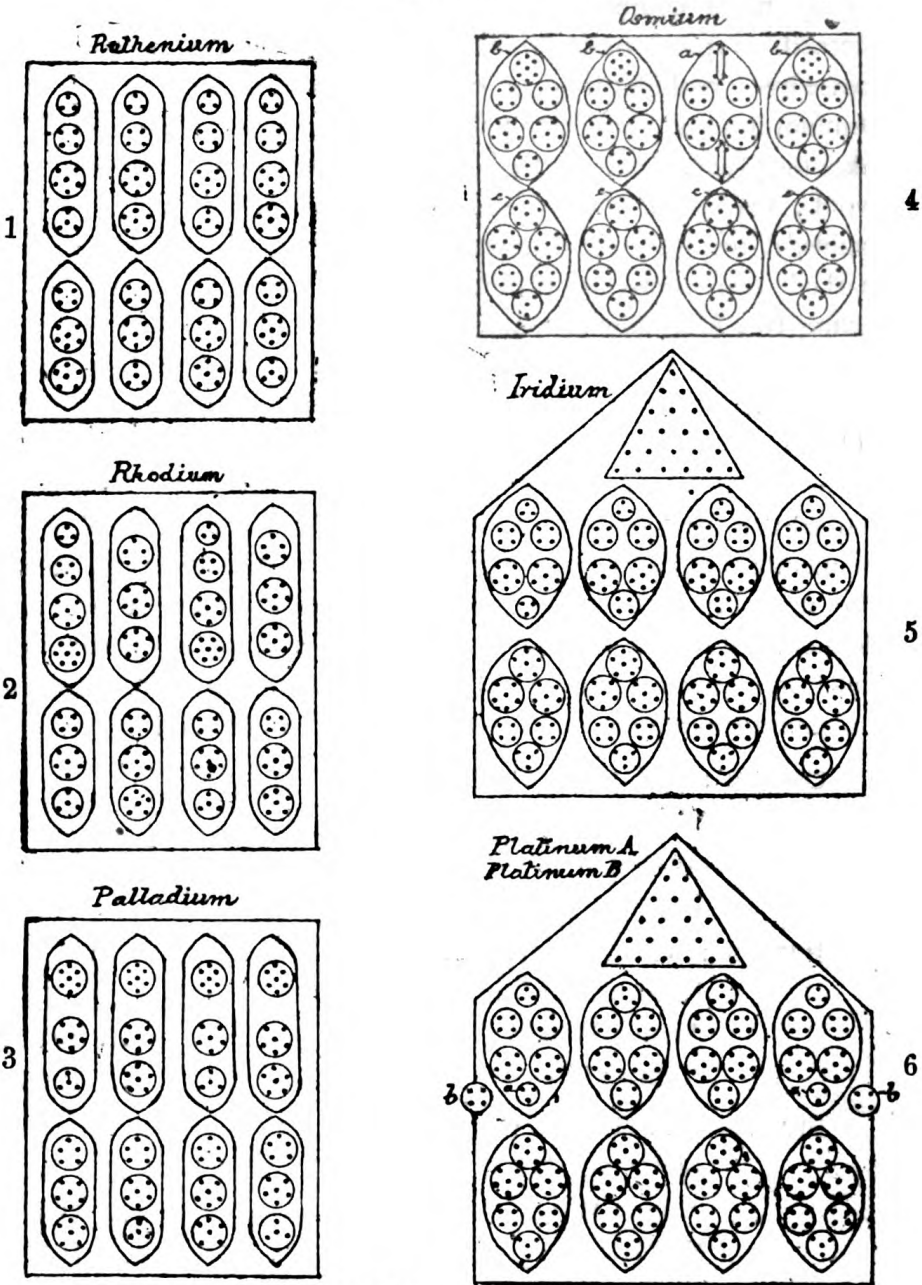 Ruthenium
1
Rhodium
2
Palladium
3
Osmium
b b a b
c c c c
4
Iridium
5
Platinum A
Platinum B
a a
b b
6